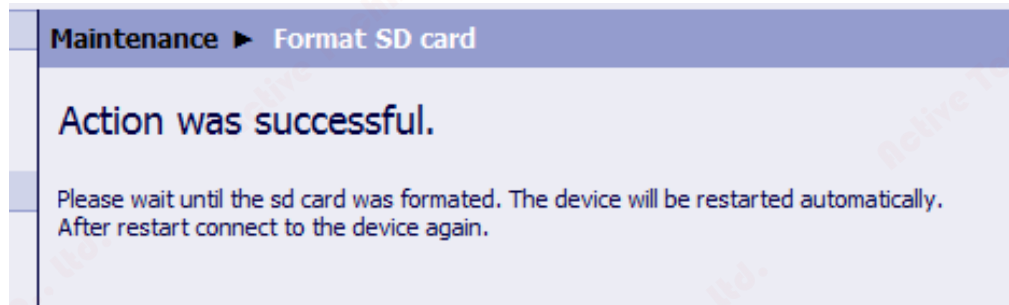 Maintenance ► Format SD card
Action was successful.
Please wait until the sd card was formated. The device will be restarted automatically.
After restart connect to the device again.